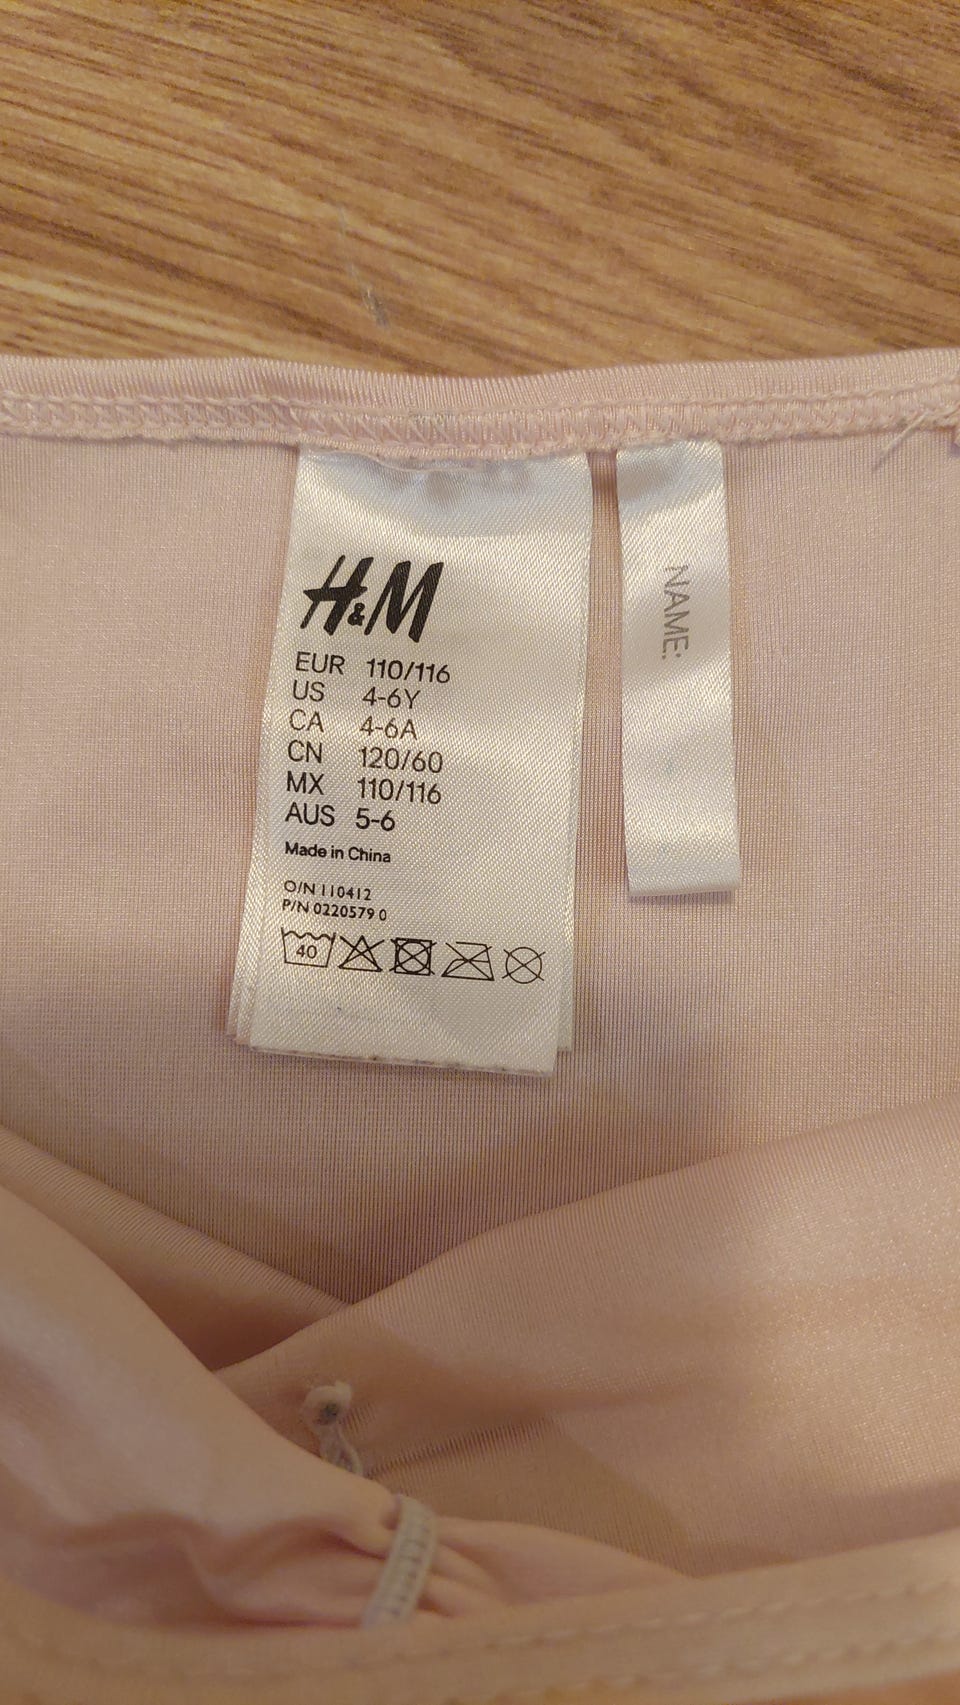 H&M
EUR 110/116
US 4-6Y
CA 4-6A
CN 120/60
MX 110/116
AUS 5-6
Made in China
O/N 110412
P/N 0220579 0
40
NAME: